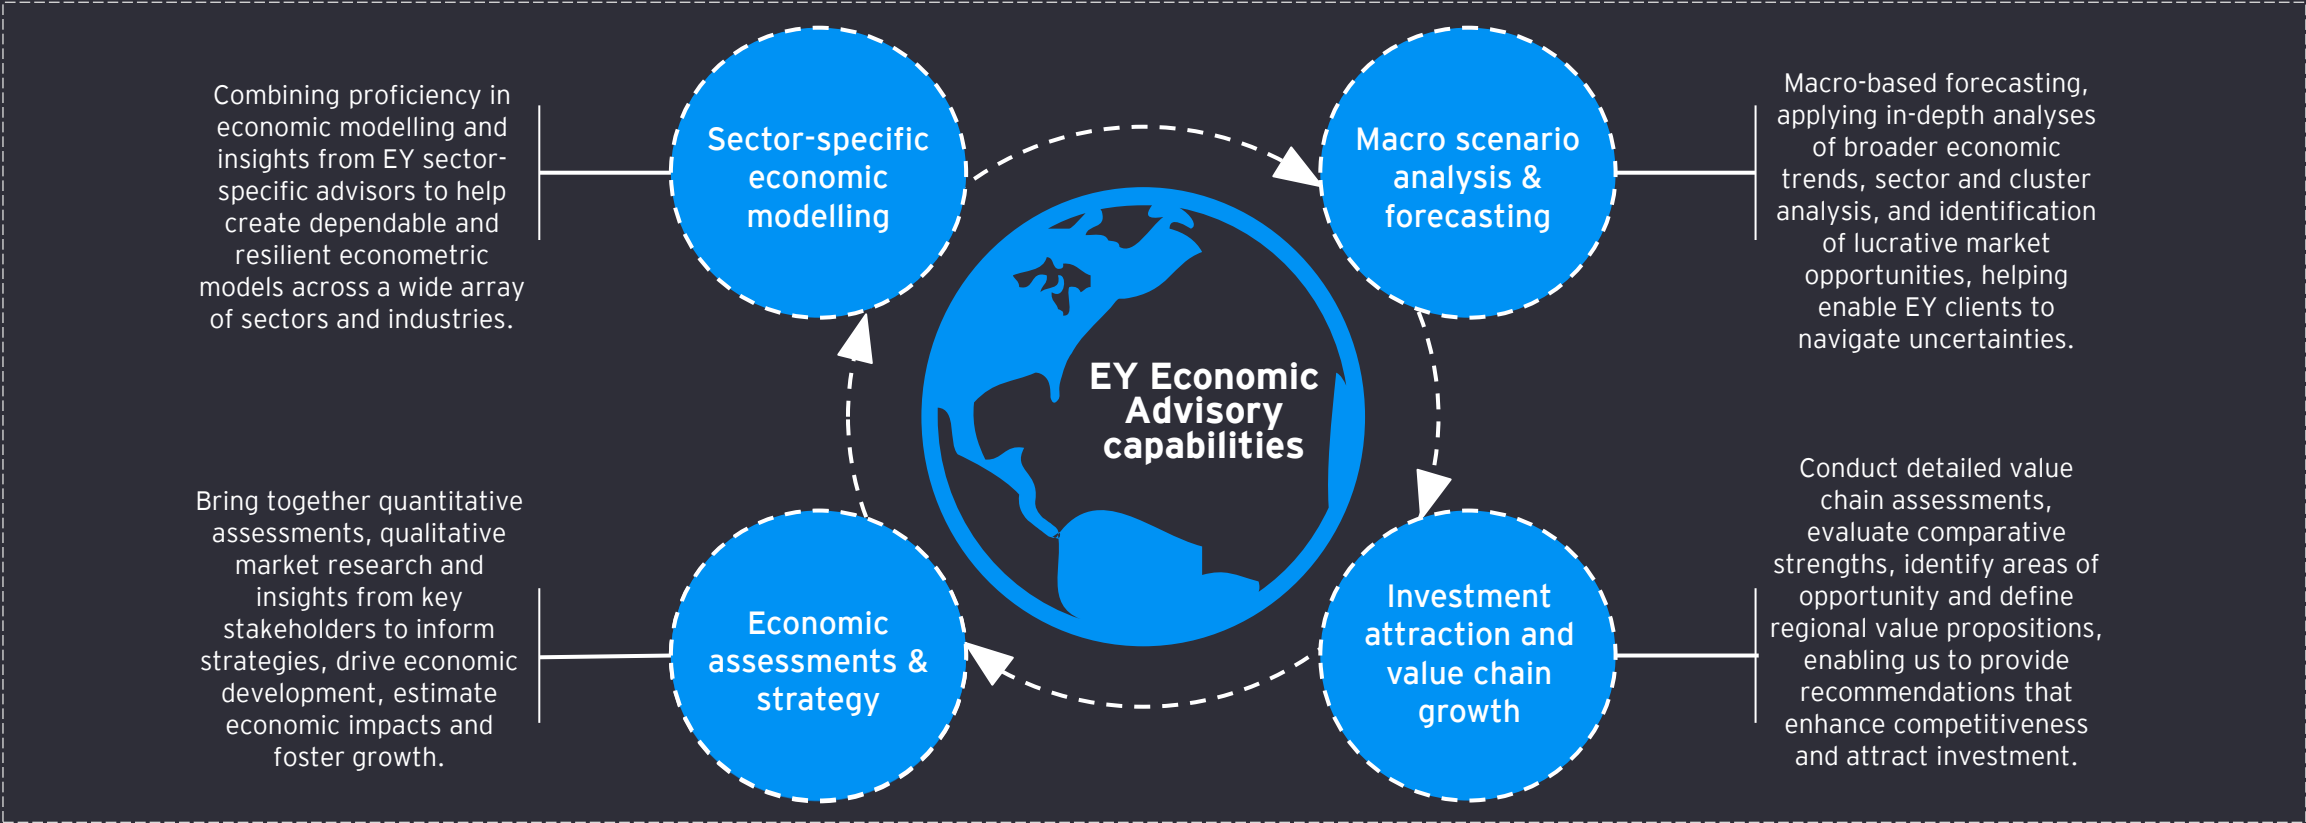 Combining proficiency in
economic modelling and
insights from EY sector-
specific advisors to help
create dependable and
resilient econometric
models across a wide array
of sectors and industries.
Sector-specific
economic
modelling
Macro scenario
analysis &
forecasting
Macro-based forecasting,
applying in-depth analyses
of broader economic
trends, sector and cluster
analysis, and identification
of lucrative market
opportunities, helping
enable EY clients to
navigate uncertainties.
EY Economic
Advisory
capabilities
Bring together quantitative
assessments, qualitative
market research and
insights from key
stakeholders to inform
strategies, drive economic
development, estimate
economic impacts and
foster growth.
Economic
assessments &
strategy
Investment
attraction and
value chain
growth
Conduct detailed value
chain assessments,
evaluate comparative
strengths, identify areas of
opportunity and define
regional value propositions,
enabling us to provide
recommendations that
enhance competitiveness
and attract investment.